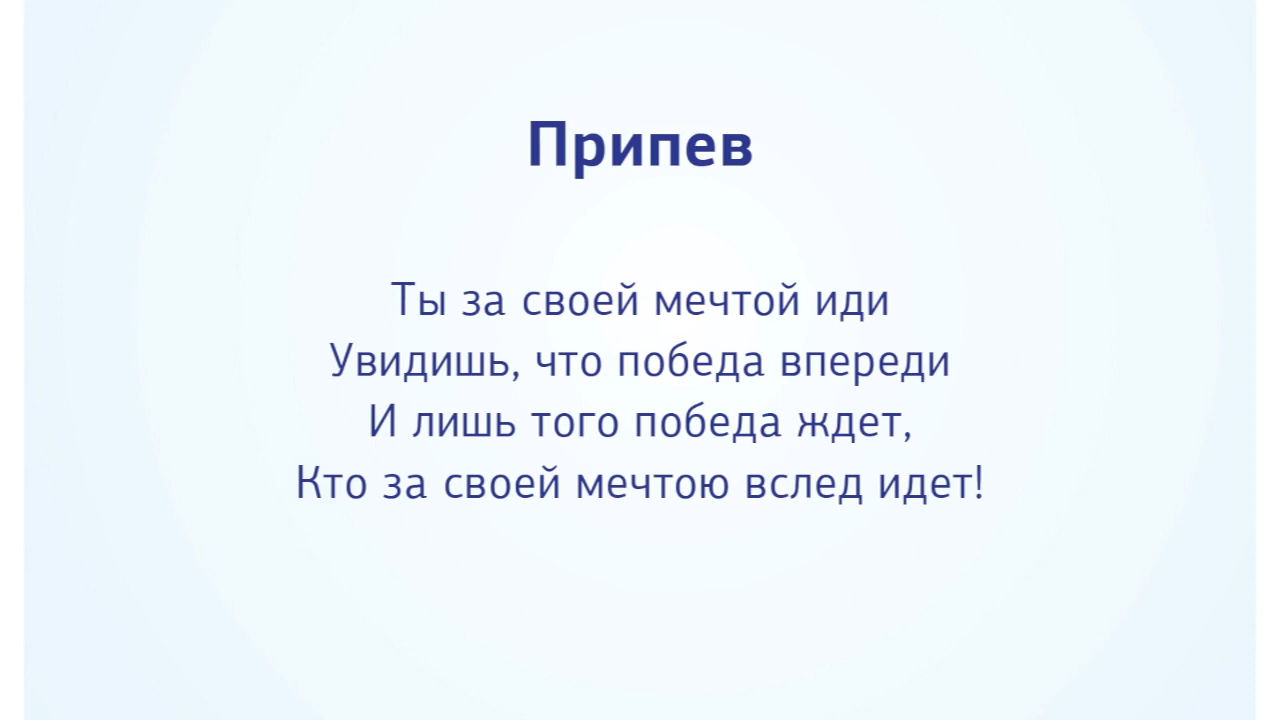 Припев
Ты за своей мечтой иди
Увидишь, что победа впереди
И лишь того победа ждет,
Кто за своей мечтою вслед идет!